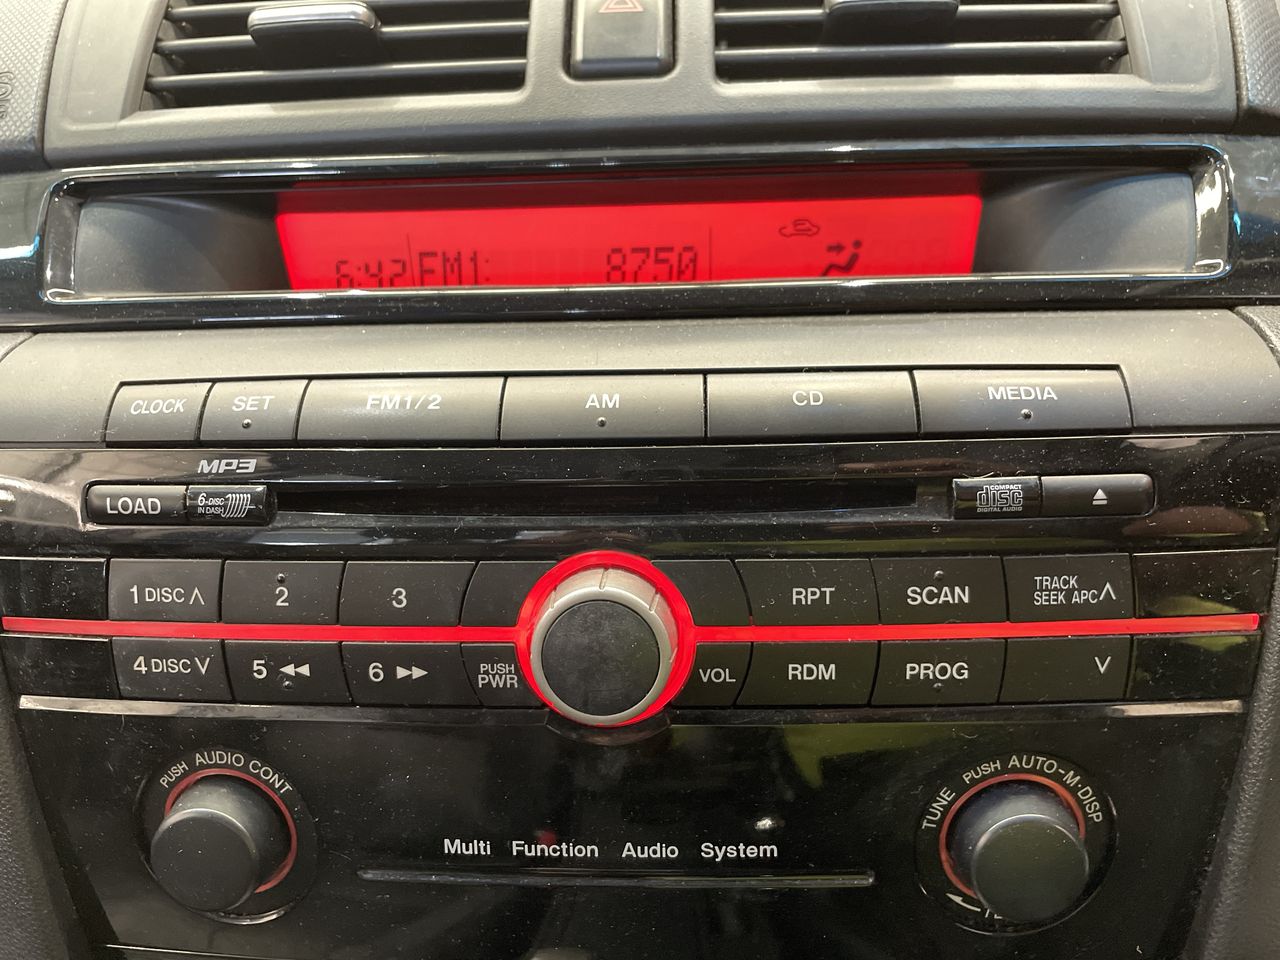 6:42 FM1: 8750
CLOCK SET FM1/2 AM CD MEDIA
MP3
LOAD 6-DISC IN DASH COMPACT disc DIGITAL AUDIO
1 DISC 2 3 RPT SCAN TRACK SEEK APC
4 DISC 5 6 PUSH PWR VOL RDM PROG
PUSH AUDIO CONT
TUNE PUSH AUTO-M·DISP
Multi Function Audio System